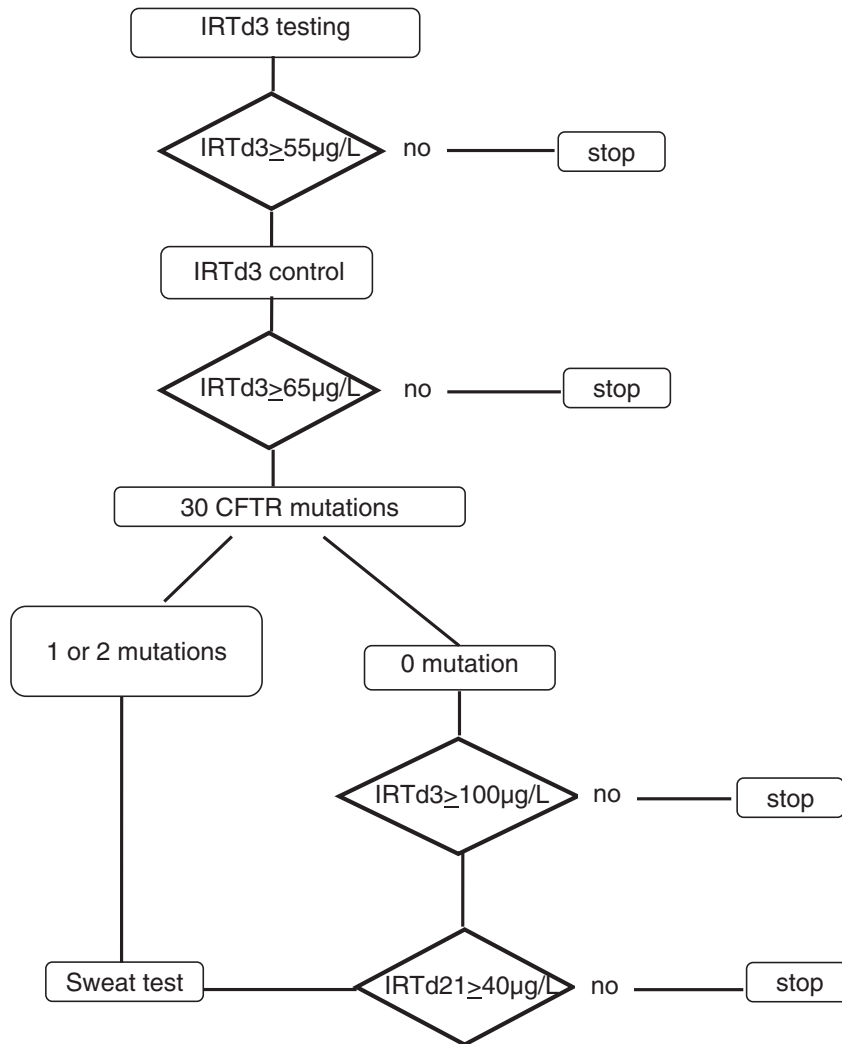 IRTd3 testing
IRTd3≥55µg/L
no
stop
IRTd3 control
IRTd3≥65µg/L
no
stop
30 CFTR mutations
1 or 2 mutations
0 mutation
IRTd3≥100µg/L
no
stop
Sweat test
IRTd21≥40µg/L
no
stop